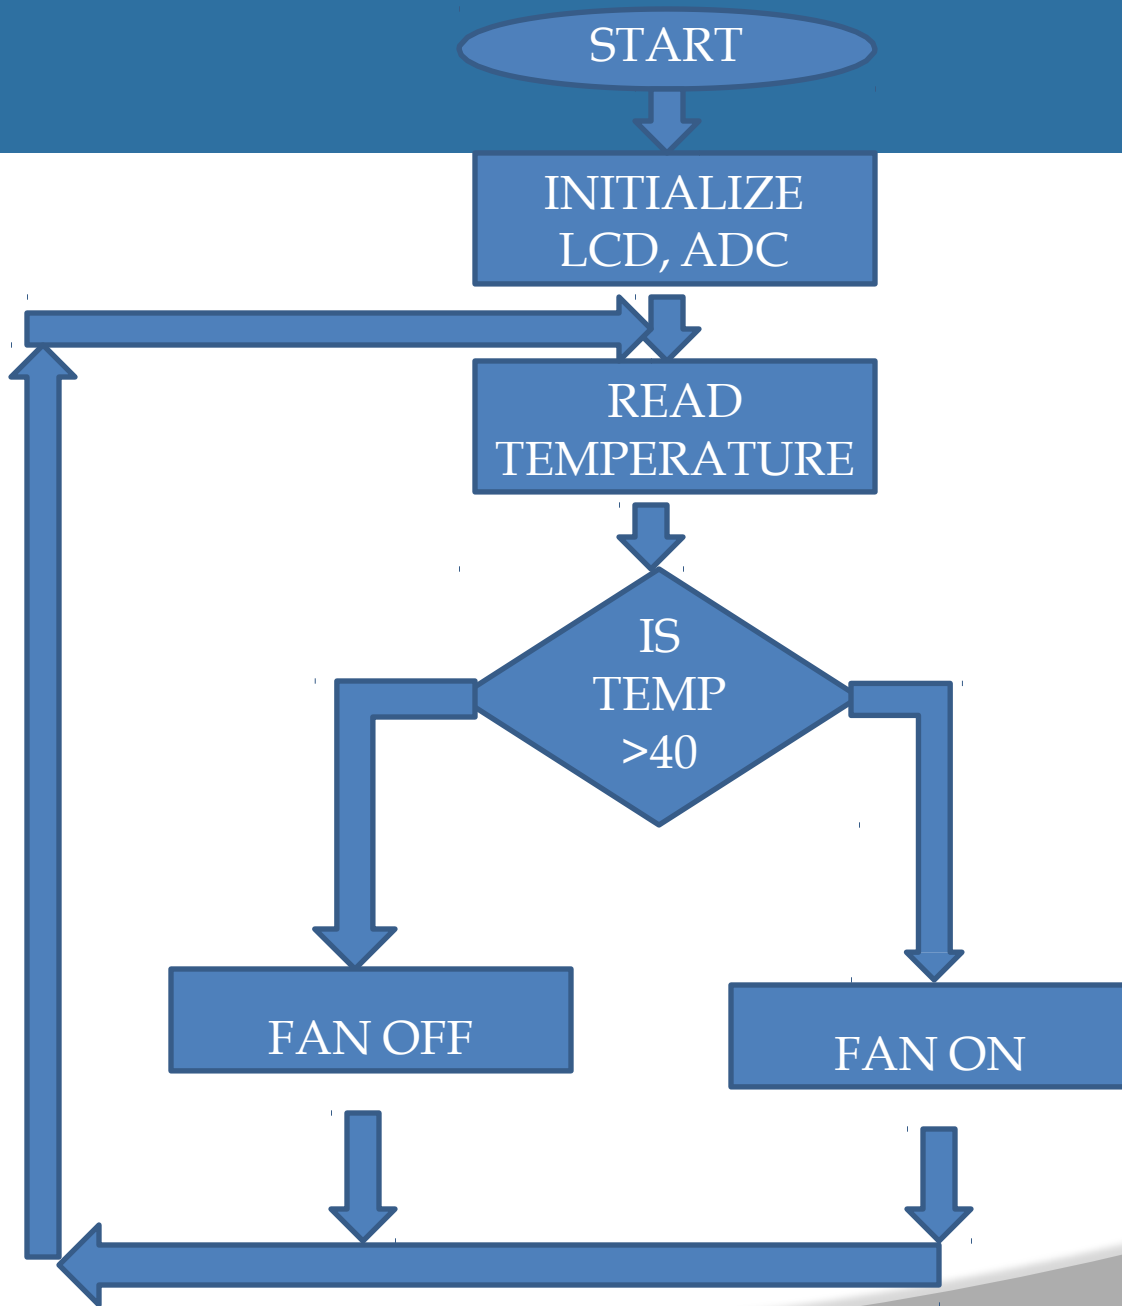 START
INITIALIZE
LCD, ADC
READ
TEMPERATURE
IS
TEMP
>40
FAN OFF
FAN ON